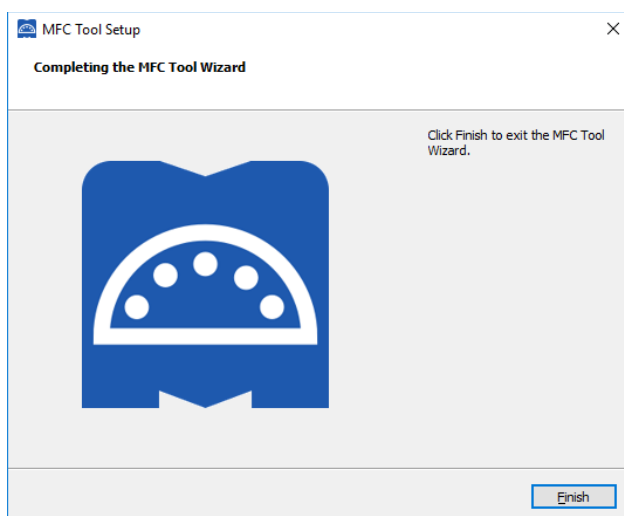 MFC Tool Setup
Completing the MFC Tool Wizard
Click Finish to exit the MFC Tool
Wizard.
Finish